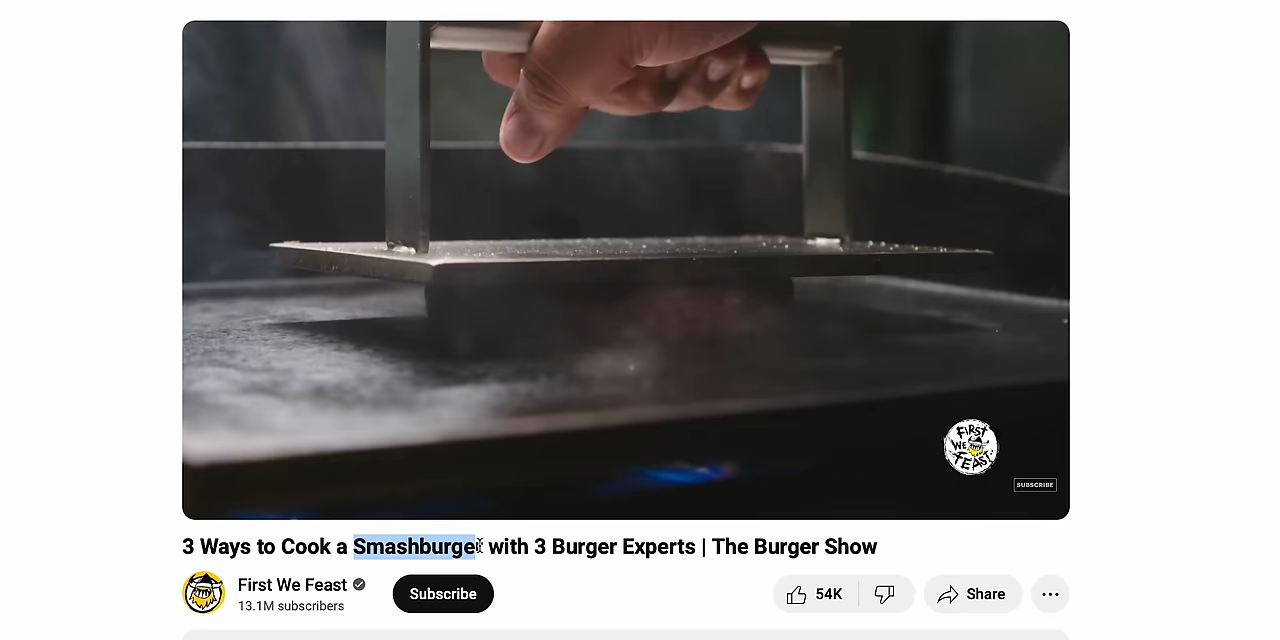 FIRST
WE
FEAST
SUBSCRIBE
3 Ways to Cook a Smashburger with 3 Burger Experts | The Burger Show
First We Feast
13.1M subscribers
Subscribe
54K
Share